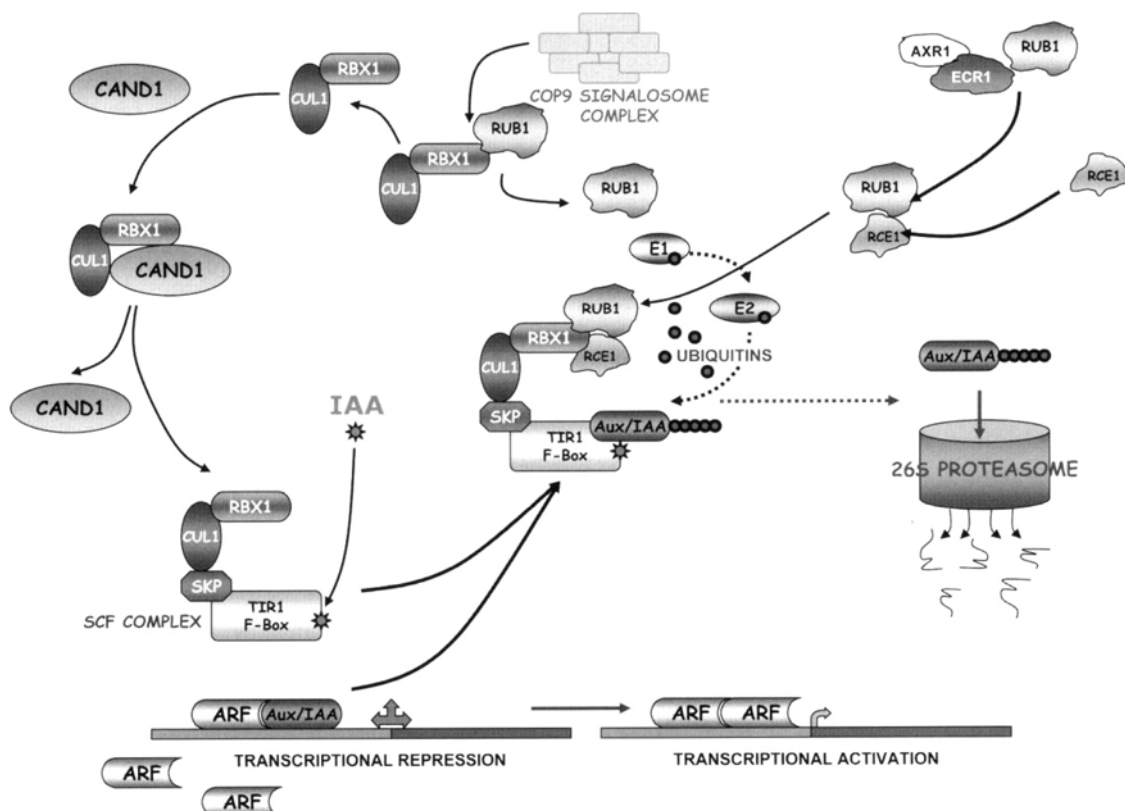 CAND1
RBX1
CUL1
COP9 SIGNALOSOME
COMPLEX
RUB1
RBX1
CUL1
RUB1
AXR1
ECR1
RUB1
RUB1
RCE1
RCE1
RBX1
CUL1
CAND1
CAND1
E1
E2
UBIQUITINS
RUB1
RBX1
RCE1
CUL1
SKP
TIR1
F-Box
Aux/IAA
Aux/IAA
26S PROTEASOME
IAA
RBX1
CUL1
SKP
TIR1
F-Box
SCF COMPLEX
ARF
Aux/IAA
TRANSCRIPTIONAL REPRESSION
ARF
ARF
ARF
ARF
TRANSCRIPTIONAL ACTIVATION